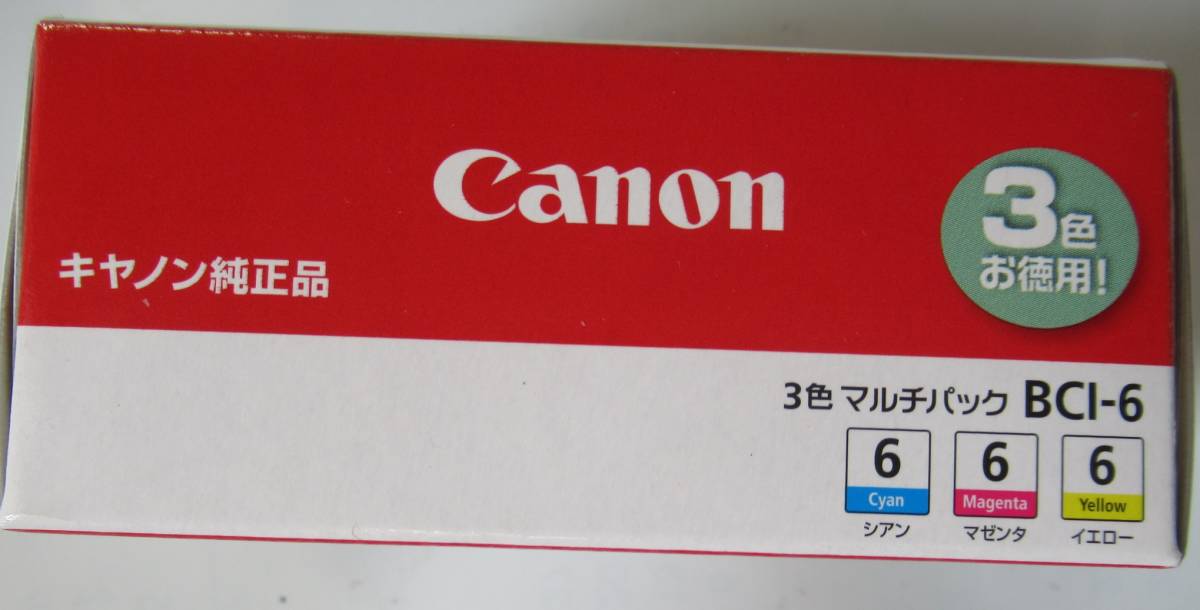 Canon
3色
お徳用!
キヤノン純正品
3色 マルチパック BCI-6
6 6 6
Cyan Magenta Yellow
シアン マゼンタ イエロー